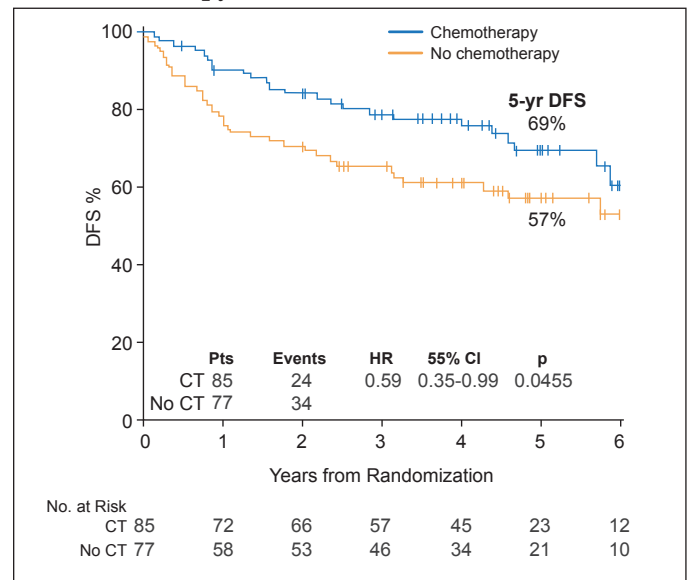 100
Chemotherapy
No chemotherapy
80
5-yr DFS
69%
60
57%
DFS %
40
20
Pts Events HR 55% CI p
CT 85 24 0.59 0.35-0.99 0.0455
No CT 77 34
0
0 1 2 3 4 5 6
Years from Randomization
No. at Risk
CT 85 72 66 57 45 23 12
No CT 77 58 53 46 34 21 10